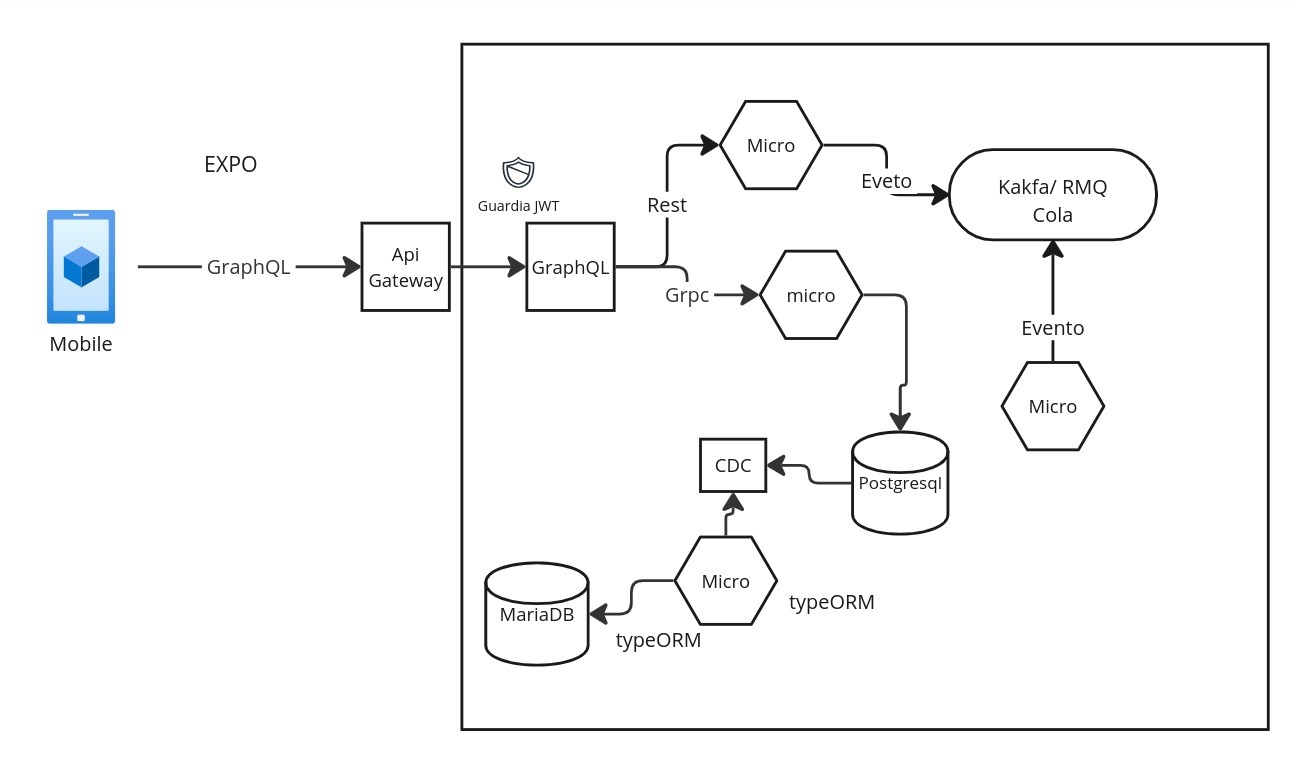 EXPO
Mobile
GraphQL
Api
Gateway
Guardia JWT
GraphQL
Rest
Micro
Eveto
Kakfa/ RMQ
Cola
Grpc
micro
Evento
Micro
Postgresql
CDC
Micro
typeORM
MariaDB
typeORM